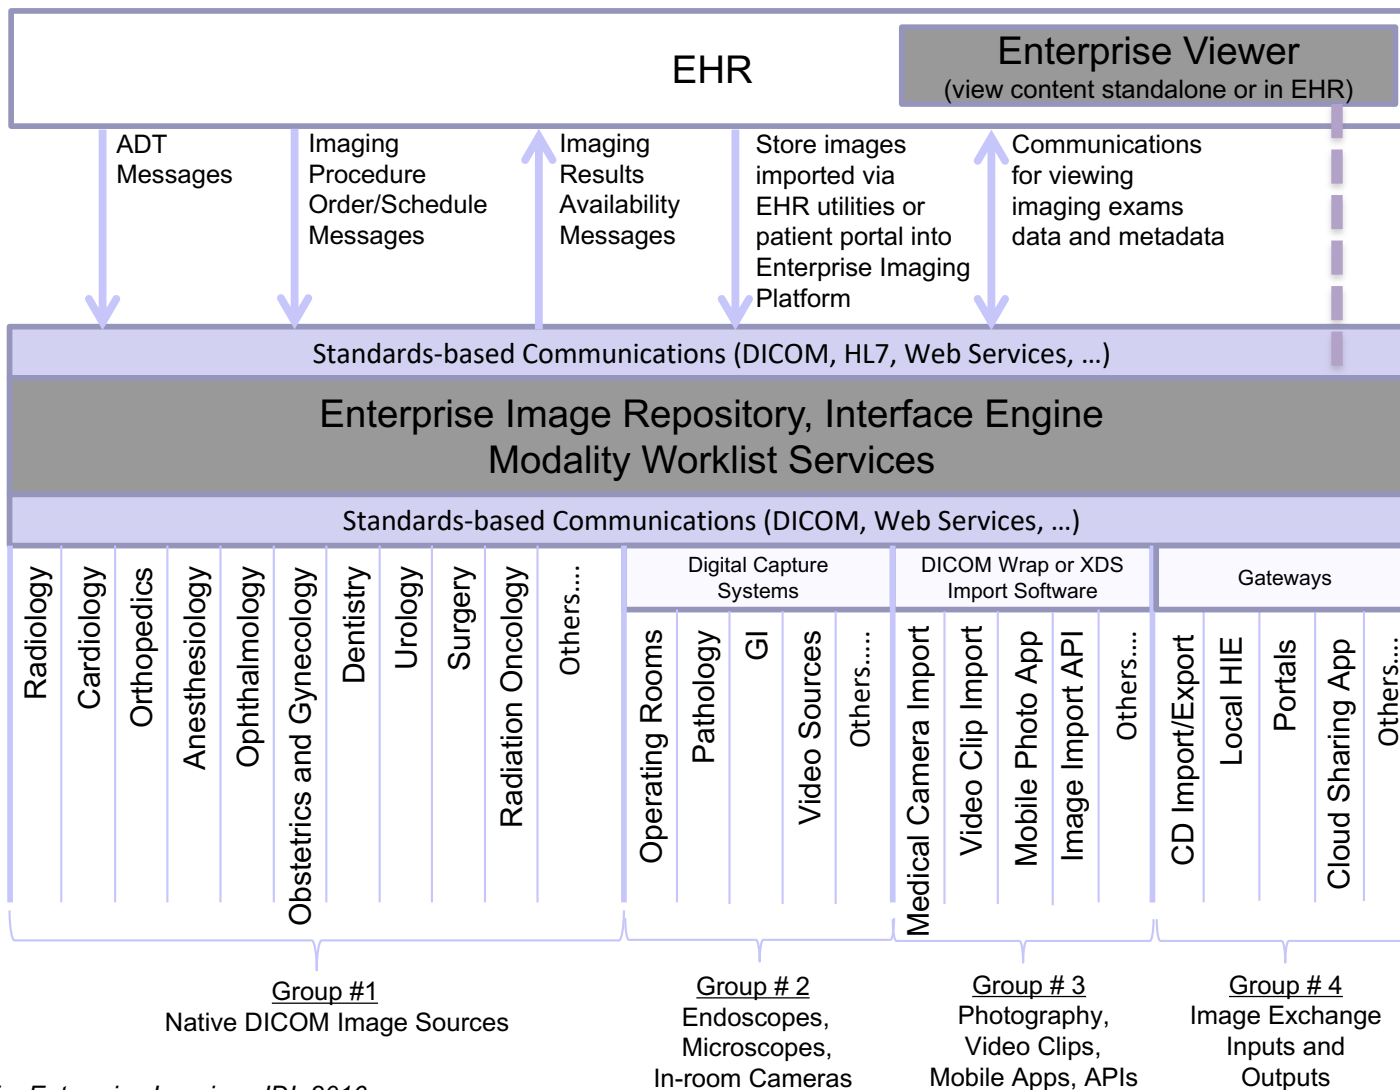 EHR
Enterprise Viewer
(view content standalone or in EHR)
ADT
Messages
Imaging
Procedure
Order/Schedule
Messages
Imaging
Results
Availability
Messages
Store images
imported via
EHR utilities or
patient portal into
Enterprise Imaging
Platform
Communications
for viewing
imaging exams
data and metadata
Standards-based Communications (DICOM, HL7, Web Services, …)
Enterprise Image Repository, Interface Engine
Modality Worklist Services
Standards-based Communications (DICOM, Web Services, …)
Radiology
Cardiology
Orthopedics
Anesthesiology
Ophthalmology
Obstetrics and Gynecology
Dentistry
Urology
Surgery
Radiation Oncology
Others....
Digital Capture
Systems
Operating Rooms
Pathology
GI
Video Sources
Others.....
DICOM Wrap or XDS
Import Software
Medical Camera Import
Video Clip Import
Mobile Photo App
Image Import API
Others....
Gateways
CD Import/Export
Local HIE
Portals
Cloud Sharing App
Others....
Group #1
Native DICOM Image Sources
Group # 2
Endoscopes,
Microscopes,
In-room Cameras
Group # 3
Photography,
Video Clips,
Mobile Apps, APIs
Group # 4
Image Exchange
Inputs and
Outputs